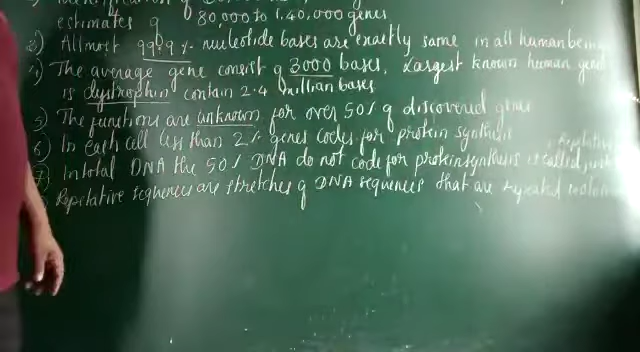 estimates of 80,000 to 1,40,000 genes
3) Allmost 99.9 % nucleotide bases are exactly same in all human
4) The average gene consist of 3000 bases. Largest known human gene
is dystrophin contain 2.4 million bases
5) The functions are unknown for over 50% of discovered genes
6) In each cell less than 2% genes codes for protein synthesis
7) In total DNA the 50% DNA do not code for protein synthesis is called,
Repetative sequences are stretches of DNA sequences that are repeated